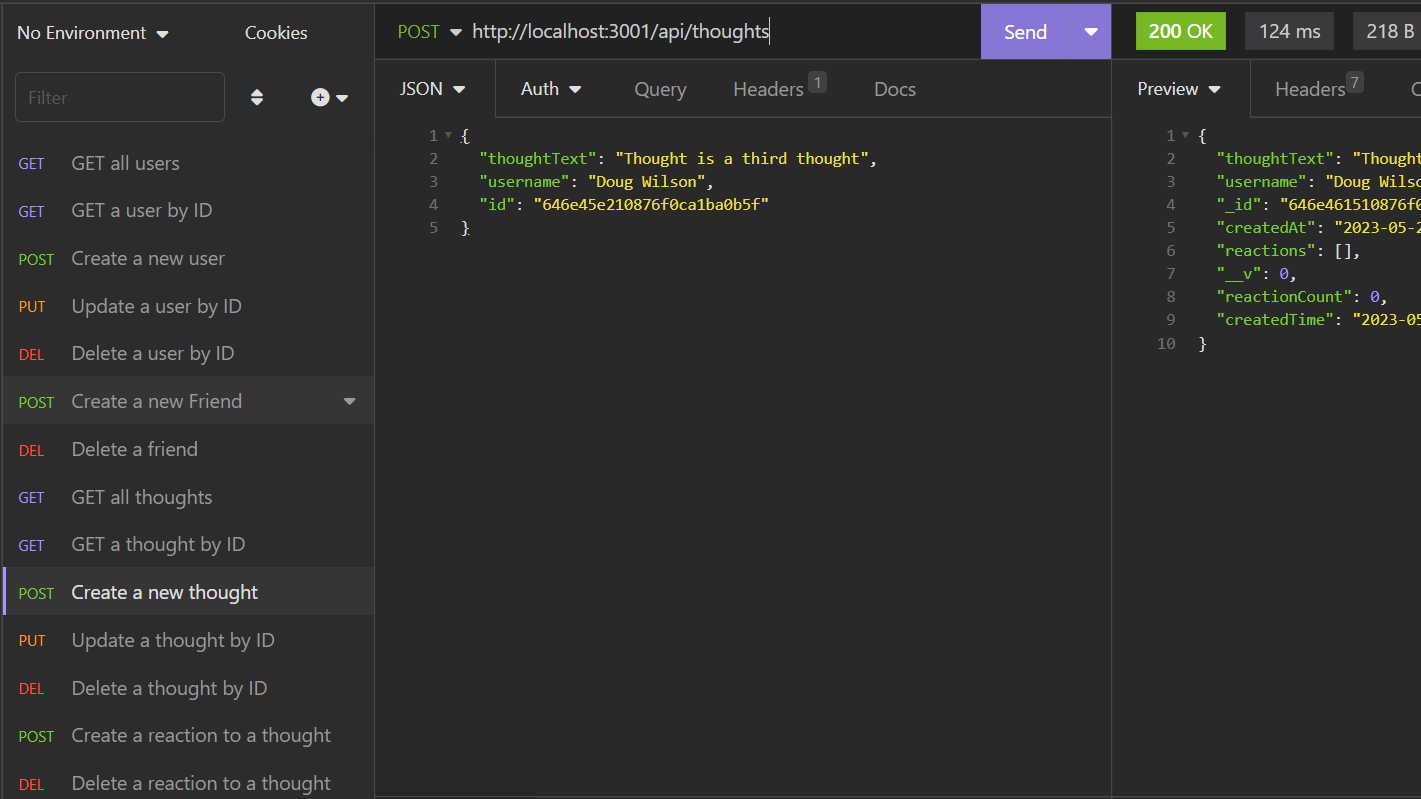 No Environment
Cookies
Filter
GET GET all users
GET GET a user by ID
POST Create a new user
PUT Update a user by ID
DEL Delete a user by ID
POST Create a new Friend
DEL Delete a friend
GET GET all thoughts
GET GET a thought by ID
POST Create a new thought
PUT Update a thought by ID
DEL Delete a thought by ID
POST Create a reaction to a thought
DEL Delete a reaction to a thought
POST http://localhost:3001/api/thoughts
Send
JSON Auth Query Headers 1 Docs
1 {
2 "thoughtText": "Thought is a third thought",
3 "username": "Doug Wilson",
4 "id": "646e45e210876f0ca1ba0b5f"
5 }
200 OK 124 ms 218 B
Preview Headers 7
1 {
2 "thoughtText": "Thought
3 "username": "Doug Wilso
4 "_id": "646e461510876f0
5 "createdAt": "2023-05-2
6 "reactions": [],
7 "__v": 0,
8 "reactionCount": 0,
9 "createdTime": "2023-05
10 }